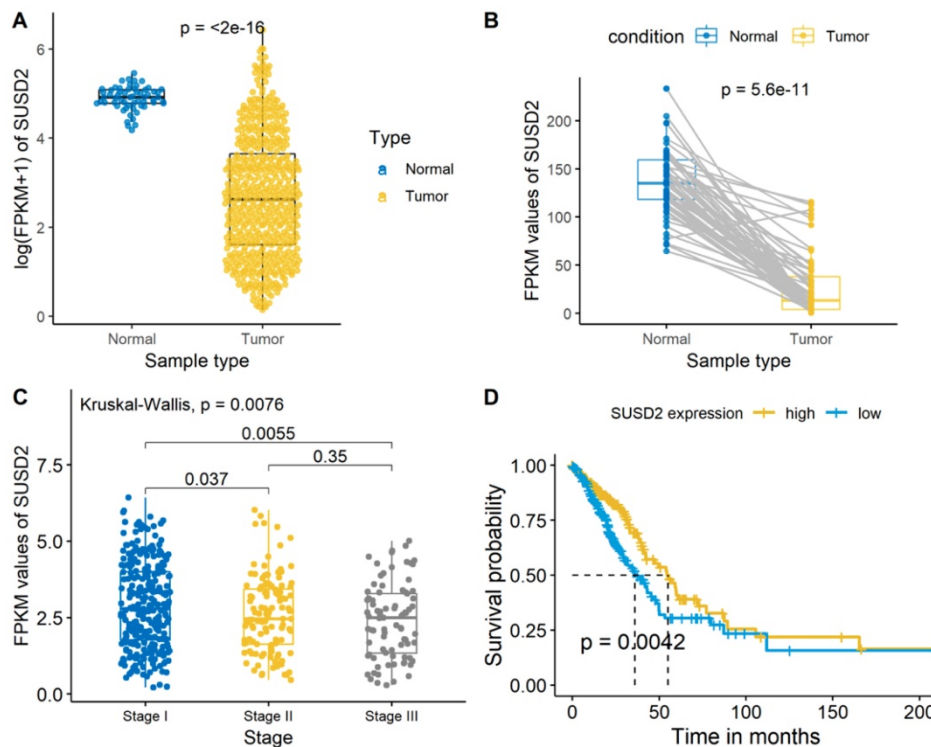 A
p = <2e-16
log(FPKM+1) of SUSD2
6
4
2
0
Normal
Tumor
Sample type
Type
a Normal
a Tumor
B
condition Normal Tumor
p = 5.6e-11
FPKM values of SUSD2
200
150
100
50
0
Normal
Tumor
Sample type
C
Kruskal-Wallis, p = 0.0076
0.0055
0.35
0.037
FPKM values of SUSD2
7.5
5.0
2.5
0.0
Stage I
Stage II
Stage III
Stage
D
SUSD2 expression high low
Survival probability
1.00
0.75
0.50
0.25
0.00
p = 0.0042
0 50 100 150 200
Time in months